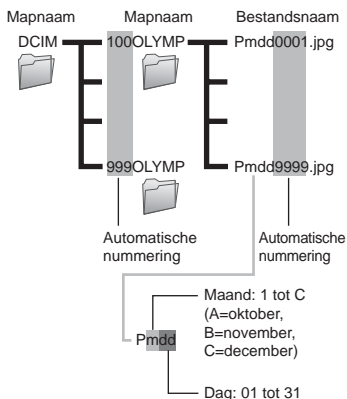 Mapnaam Mapnaam Bestandsnaam
DCIM 100OLYMP Pmdd0001.jpg
999OLYMP Pmdd9999.jpg
Automatische
nummering
Automatische
nummering
Maand: 1 tot C
(A=oktober,
B=november,
C=december)
Pmdd
Dag: 01 tot 31